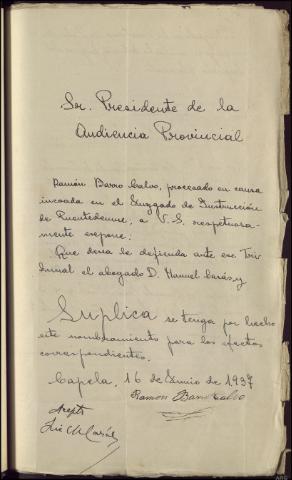 Sr. Presidente de la
Audiencia Provincial
Ramón Barro Calvo, procesado en causa
incoada en el Juzgado de Instrucción
de Puentedeume, a V.S. respetuosa-
mente expone:
Que desea le defienda ante ese Tri-
bunal el abogado D. Manuel y
Suplica se tenga por hecho
este nombramiento para los efectos
correspondientes.
Capela, 16 de Junio de 1937
Ramón Barro Calvo
Acepto